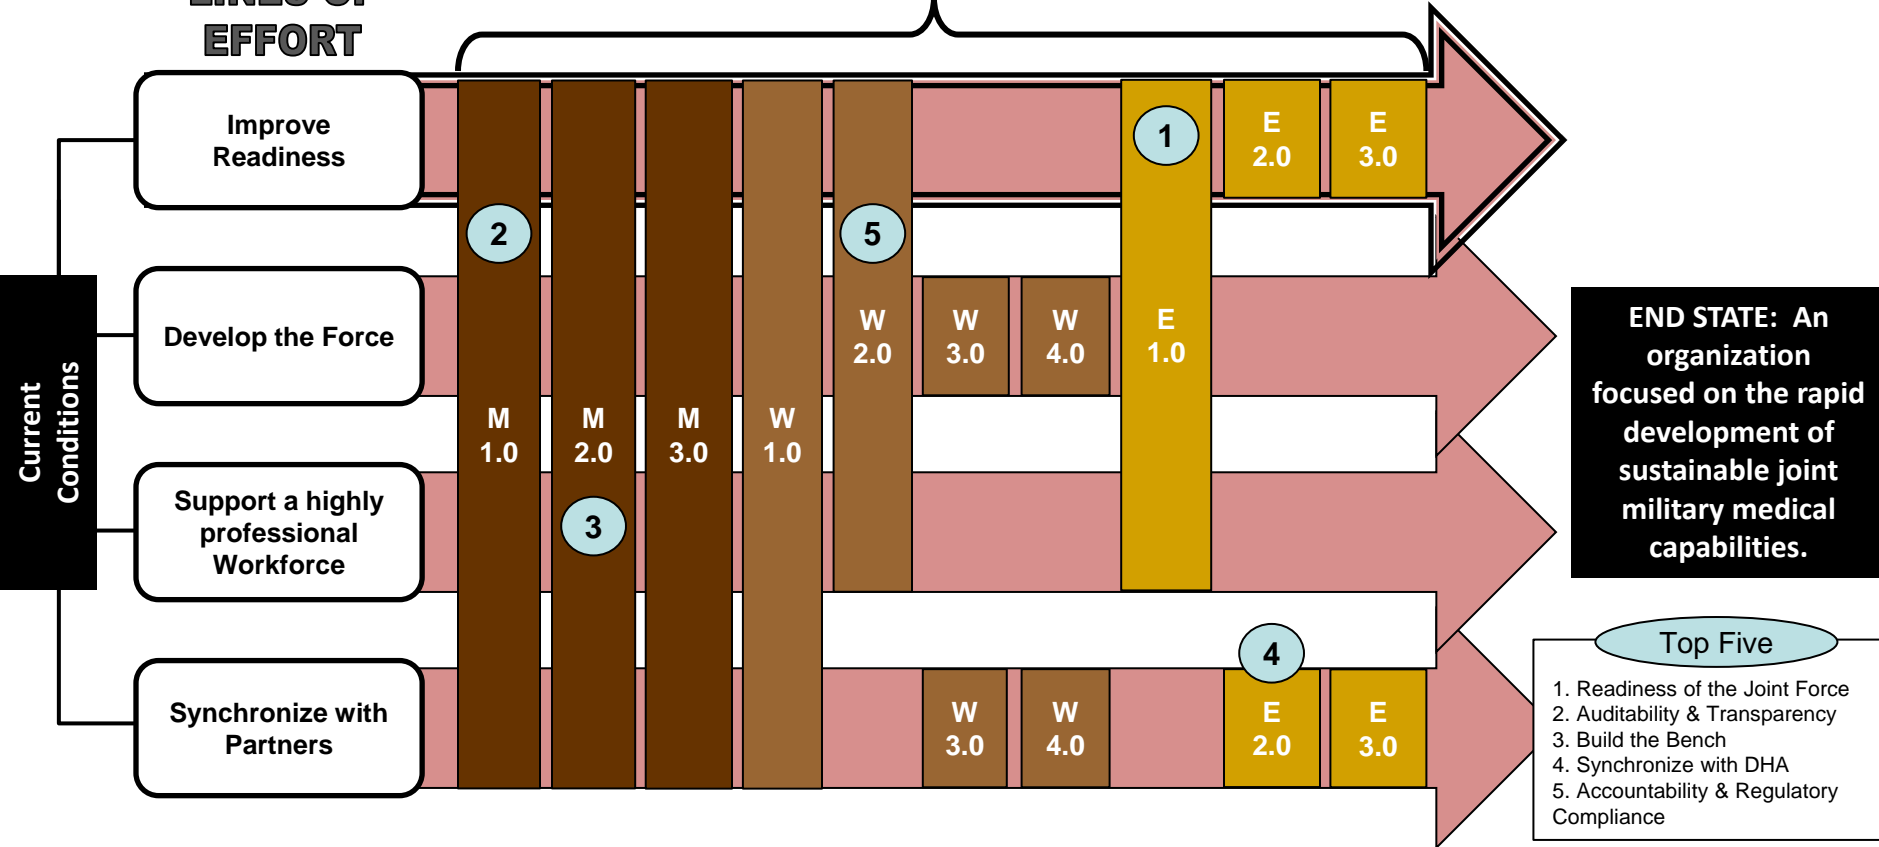 LINES OF
EFFORT
Current
Conditions
Improve
Readiness
Develop the Force
Support a highly
professional
Workforce
Synchronize with
Partners
2
M
1.0
M
2.0
3
M
3.0
W
1.0
5
W
2.0
W
3.0
W
4.0
1
E
1.0
E
2.0
E
3.0
W
3.0
W
4.0
4
E
2.0
E
3.0
END STATE:  An
organization
focused on the rapid
development of
sustainable joint
military medical
capabilities.
Top Five
1. Readiness of the Joint Force
2. Auditability & Transparency
3. Build the Bench
4. Synchronize with DHA
5. Accountability & Regulatory
Compliance